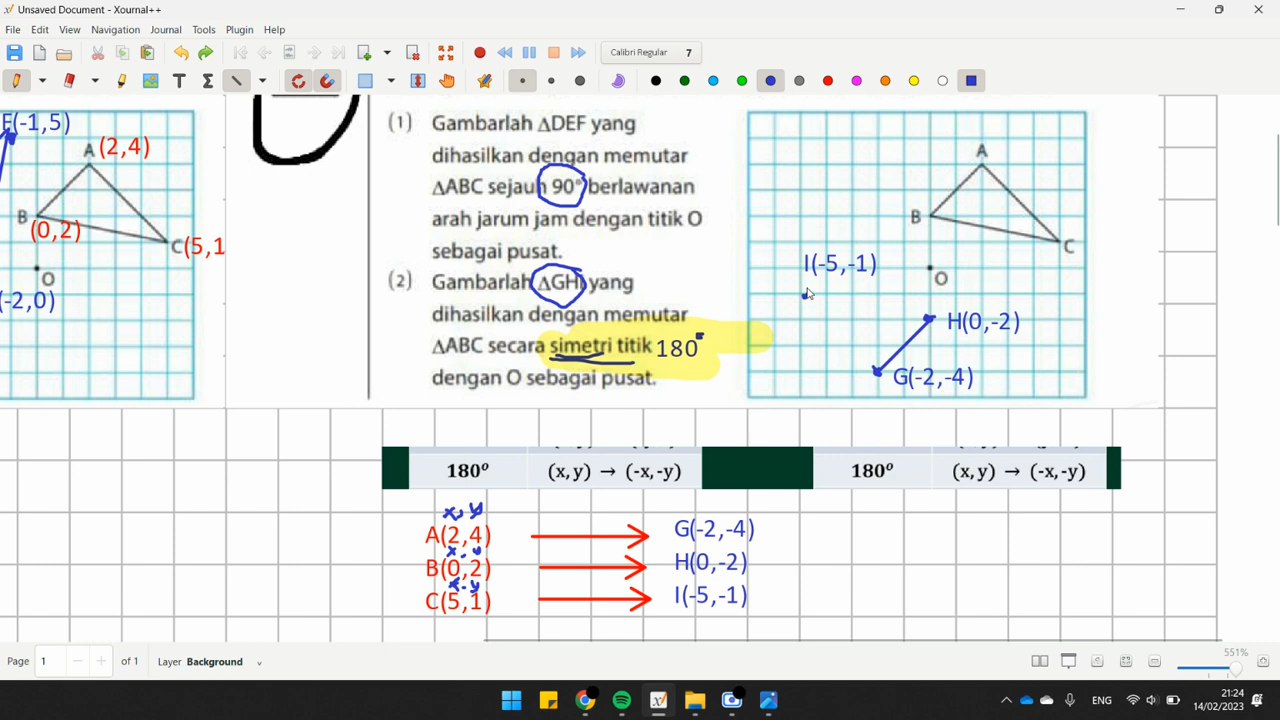 Unsaved Document - Xournal++
File Edit View Navigation Journal Tools Plugin Help
Calibri Regular 7
F(-1,5)
A (2,4)
B
(0,2)
C(5,1
O
(-2,0)
(1) Gambarlah ΔDEF yang
dihasilkan dengan memutar
ΔABC sejauh 90° berlawanan
arah jarum jam dengan titik O
sebagai pusat.
(2) Gambarlah ΔGHI yang
dihasilkan dengan memutar
ΔABC secara simetri titik 180°
dengan O sebagai pusat.
A
B
C
I(-5,-1)
O
H(0,-2)
G(-2,-4)
180° (x,y) → (-x,-y) 180° (x,y) → (-x,-y)
x, y
A(2,4) G(-2,-4)
x, y
B(0,2) H(0,-2)
x, y
C(5,1) I(-5,-1)
Page 1 of 1 Layer Background 551%
ENG 21:24
14/02/2023